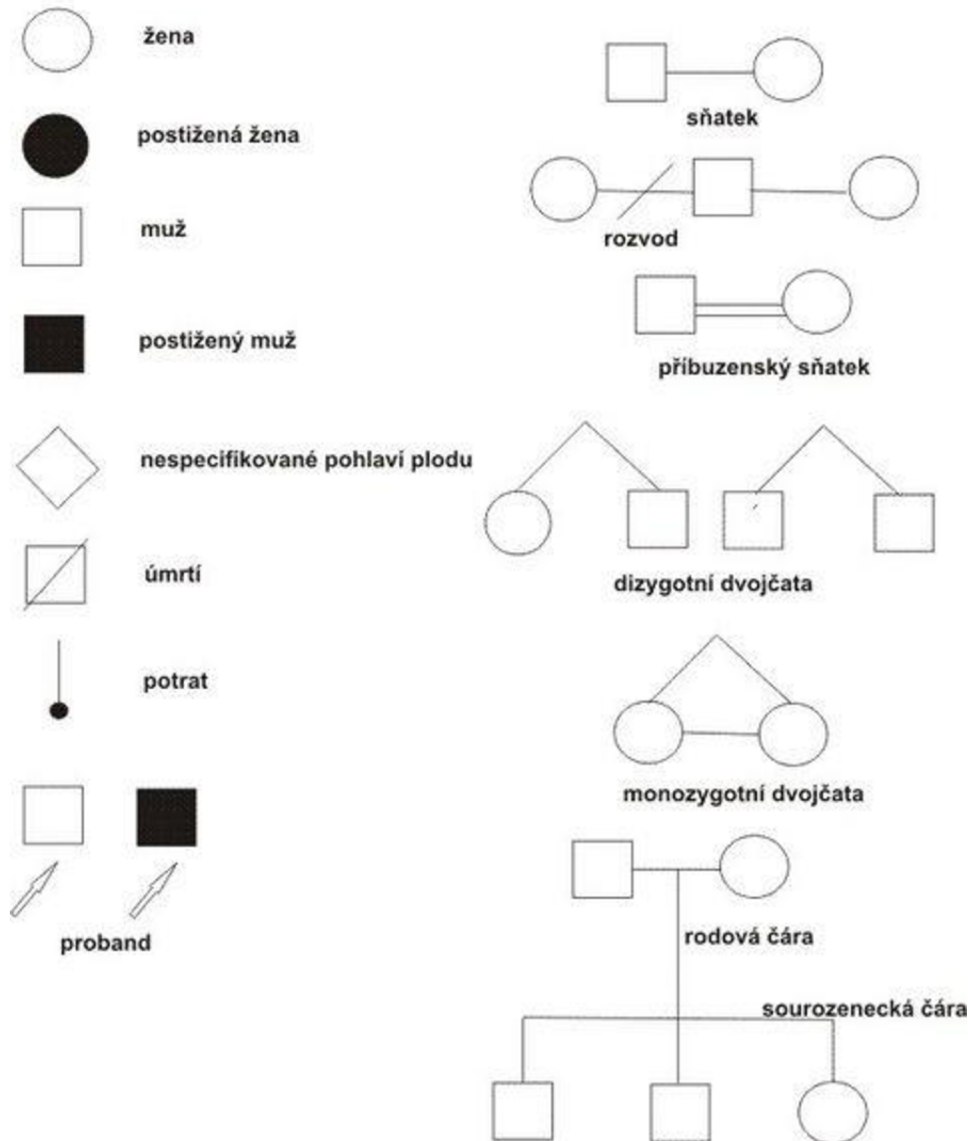 žena
postižená žena
muž
postižený muž
nespecifikované pohlaví plodu
úmrtí
potrat
proband
sňatek
rozvod
příbuzenský sňatek
dizygotní dvojčata
monozygotní dvojčata
rodová čára
sourozenecká čára